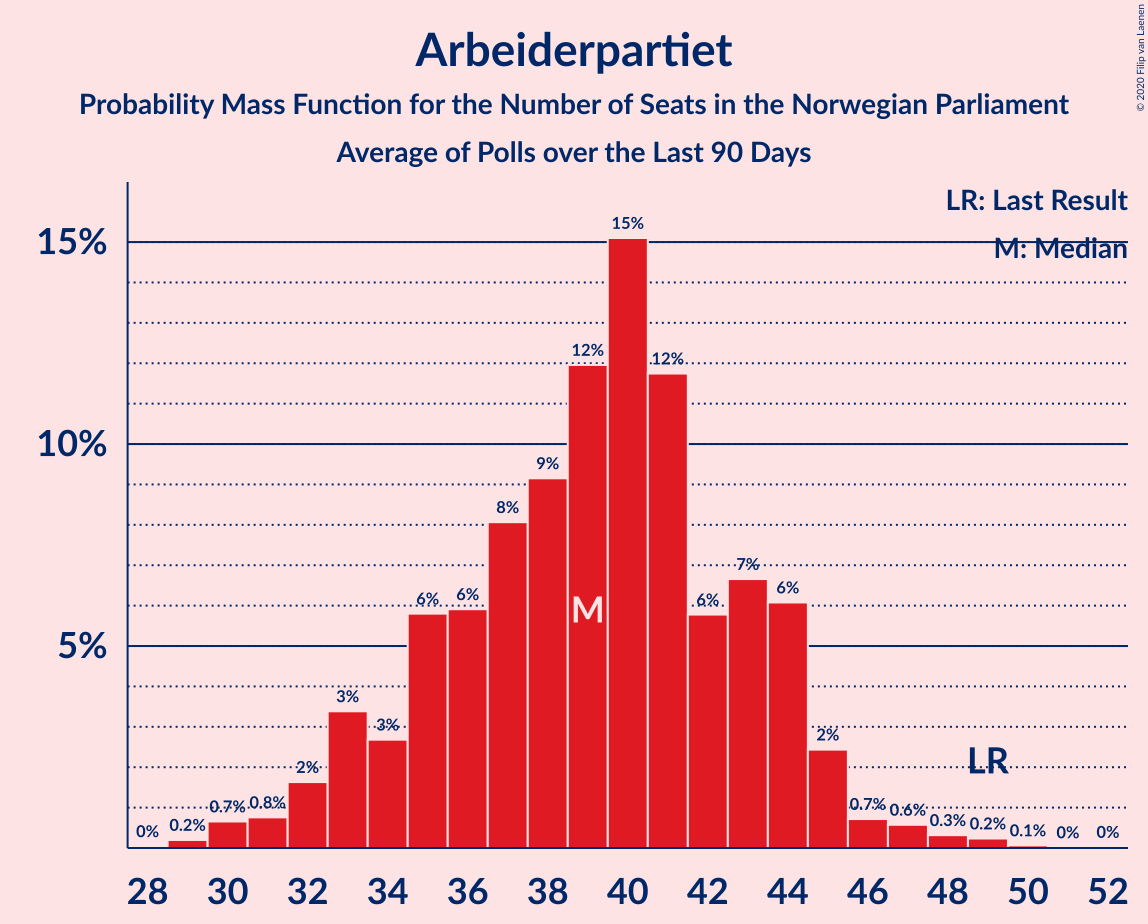 Arbeiderpartiet
Probability Mass Function for the Number of Seats in the Norwegian Parliament
Average of Polls over the Last 90 Days
© 2020 Filip van Laenen
LR: Last Result
M: Median
15%
10%
5%
0% 0.2% 0.7% 0.8% 2% 3% 3% 6% 6% 8% 9% 12% 15% 12% 6% 7% 6% 2% 0.7% 0.6% 0.3% 0.2% 0.1% 0% 0%
M
LR
28 30 32 34 36 38 40 42 44 46 48 50 52